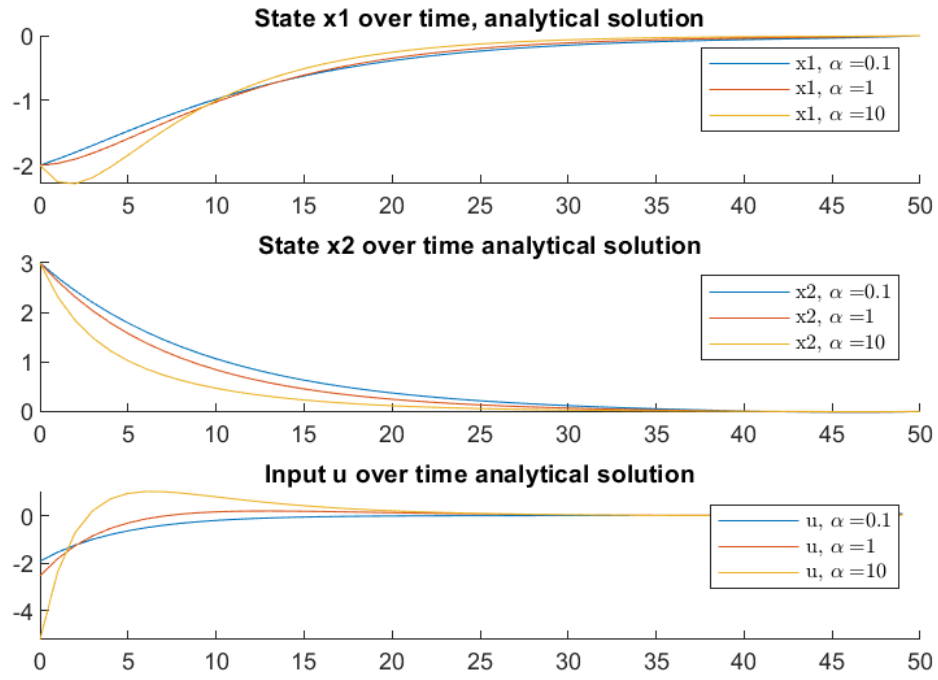 State x1 over time, analytical solution
0
-1
-2
x1, α =0.1
x1, α =1
x1, α =10
0 5 10 15 20 25 30 35 40 45 50
State x2 over time analytical solution
3
2
1
0
x2, α =0.1
x2, α =1
x2, α =10
0 5 10 15 20 25 30 35 40 45 50
Input u over time analytical solution
0
-2
-4
u, α =0.1
u, α =1
u, α =10
0 5 10 15 20 25 30 35 40 45 50